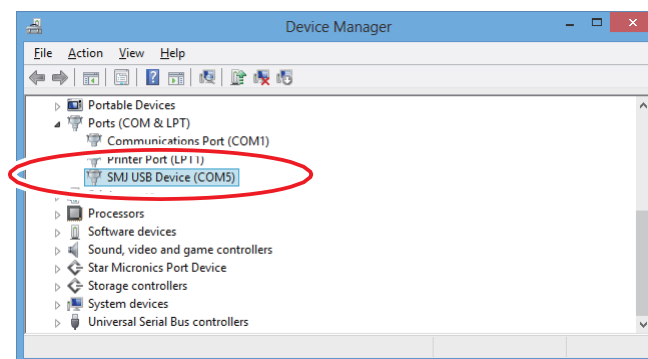 Device Manager
File Action View Help
Portable Devices
Ports (COM & LPT)
Communications Port (COM1)
Printer Port (LPT1)
SMJ USB Device (COM5)
Processors
Software devices
Sound, video and game controllers
Star Micronics Port Device
Storage controllers
System devices
Universal Serial Bus controllers